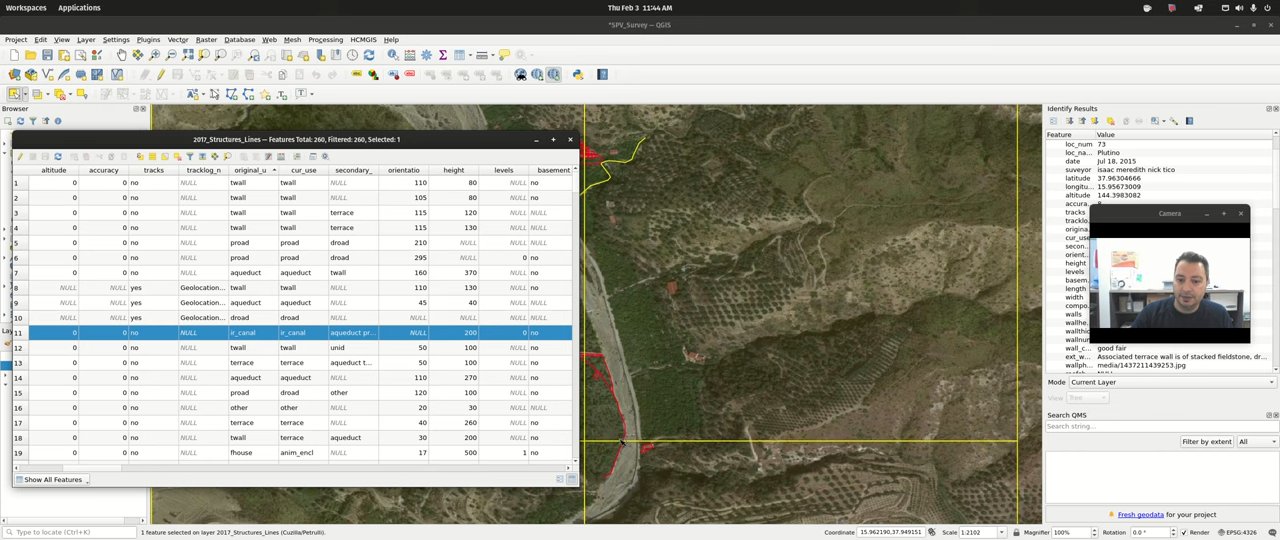 Workspaces Applications Thu Feb 3 11:44 AM
*SPV_Survey — QGIS
Project Edit View Layer Settings Plugins Vector Raster Database Web Mesh Processing HCMGIS Help
Browser
2017_Structures_Lines — Features Total: 260, Filtered: 260, Selected: 1
altitude accuracy tracks tracklog_n original_u cur_use secondary_ orientatio height levels basement
1 0 0 no NULL twall twall 110 80 NULL no
2 0 0 no NULL twall twall 105 80 NULL no
3 0 0 no NULL twall twall terrace 115 120 NULL no
4 0 0 no NULL twall twall terrace 115 130 NULL no
5 0 0 no NULL proad proad droad 210 NULL NULL no
6 0 0 no NULL proad proad droad 295 0 no
7 0 0 no NULL aqueduct aqueduct twall 160 370 NULL no
8 NULL NULL yes Geolocation... twall twall 110 130 NULL no
9 NULL NULL yes Geolocation... aqueduct aqueduct 45 40 NULL NULL
10 NULL NULL yes Geolocation... droad droad NULL NULL NULL NULL
11 0 0 no NULL ir_canal ir_canal aqueduct pr... NULL 200 0 no
12 0 0 no NULL twall twall unid 50 100 NULL no
13 0 0 no NULL terrace terrace aqueduct t... 50 100 NULL no
14 0 0 no NULL aqueduct aqueduct 110 270 NULL no
15 0 0 no NULL proad droad other 120 100 NULL no
16 0 0 no NULL other other 20 30 NULL NULL
17 0 0 no NULL terrace terrace 40 260 NULL no
18 0 0 no NULL twall terrace aqueduct 30 200 NULL no
19 0 0 no NULL fhouse anim_encl 17 500 1 no
Show All Features
Identify Results
Feature Value
loc_num 73
loc_na... Plutino
date Jul 18, 2015
suveyor isaac meredith nick tico
latitude 37.96304666
longitu... 15.95673009
altitude 144.3983082
accura...
tracks
Camera
tracklo...
origina...
cur_use
secon...
orient...
height
levels
basem...
length
width
compo...
walls
wallhe...
wallthic...
wallnu...
wall_c... good fair
ext_w... Associated terrace wall is of stacked fieldstone, dr...
wallph... media/1437211439253.jpg
Mode Current Layer
View Tree
Search QMS
Search string...
Filter by extent All
Fresh geodata for your project
Type to locate (Ctrl+K) 1 feature selected on layer 2017_Structures_Lines (Cuzilla/Petrulli). Coordinate 15.962190,37.949151 Scale 1:2102 Magnifier 100% Rotation 0.0 ° Render EPSG:4326